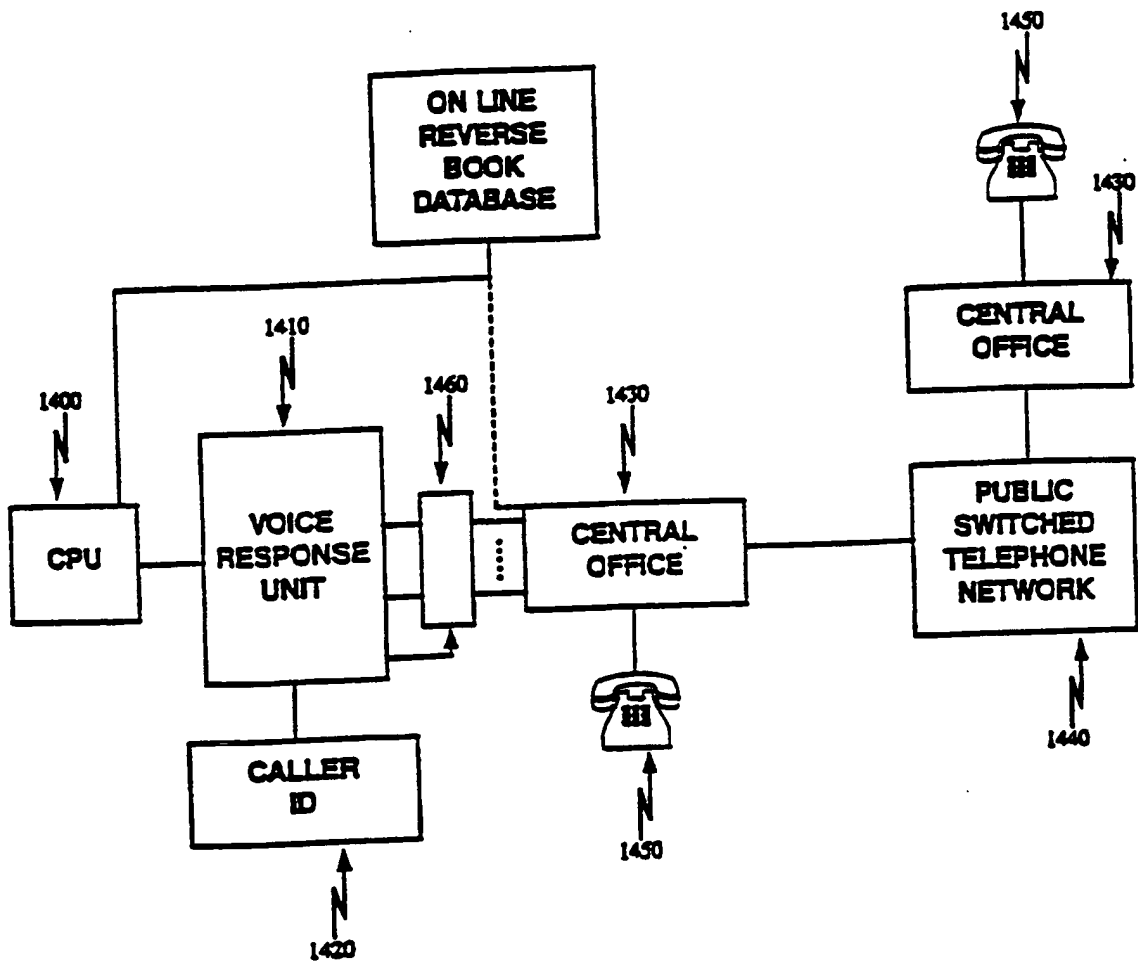 1450
ON LINE
REVERSE
BOOK
DATABASE
1430
CENTRAL
OFFICE
1410
1460
1430
1400
CPU
VOICE
RESPONSE
UNIT
CENTRAL
OFFICE
PUBLIC
SWITCHED
TELEPHONE
NETWORK
1440
CALLER
ID
1450
1420